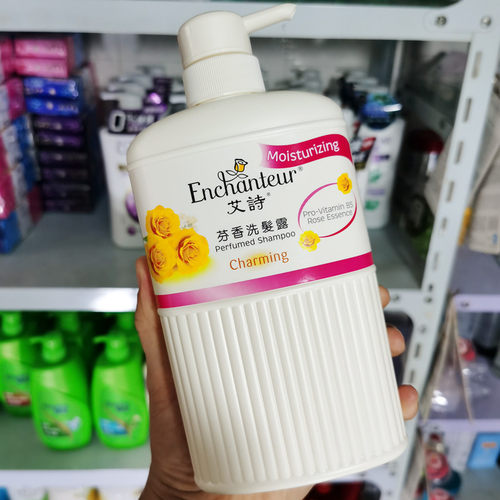 Moisturizing
Enchanteur®
艾詩®
芬香洗髮露
Perfumed Shampoo
Charming
Pro-Vitamin B5
Rose Essence